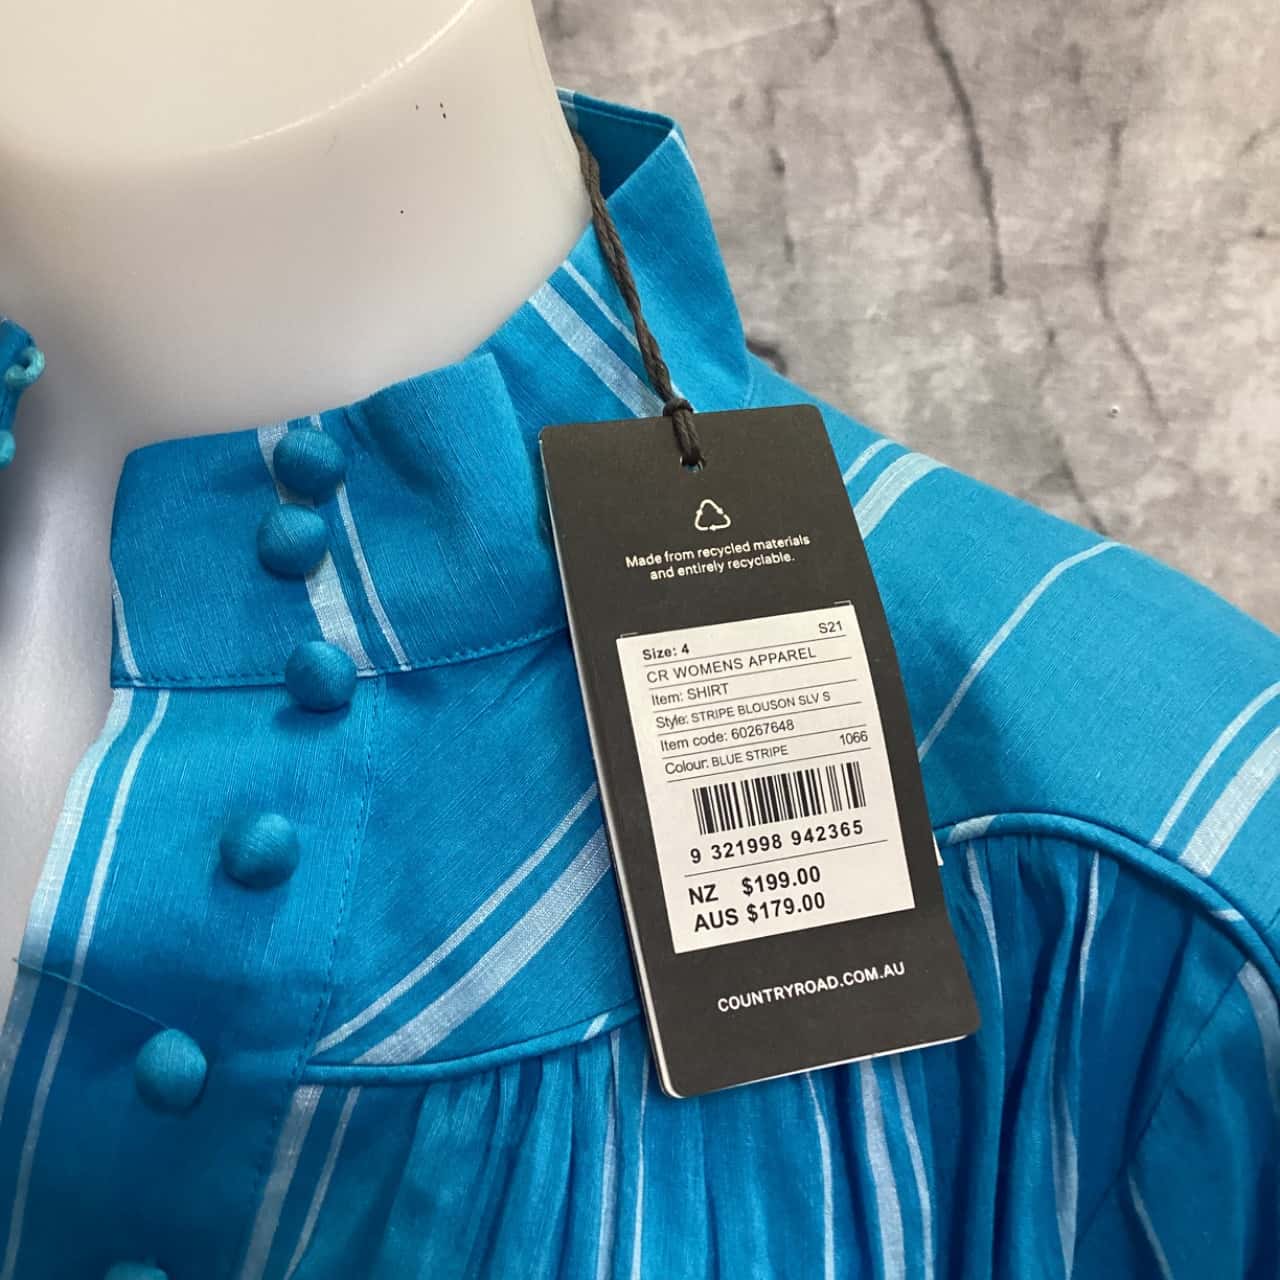 Made from recycled materials
and entirely recyclable.
Size: 4 S21
CR WOMENS APPAREL
Item: SHIRT
Style: STRIPE BLOUSON SLV S
Item code: 60267648
Colour: BLUE STRIPE 1066
9 321998 942365
NZ $199.00
AUS $179.00
COUNTRYROAD.COM.AU